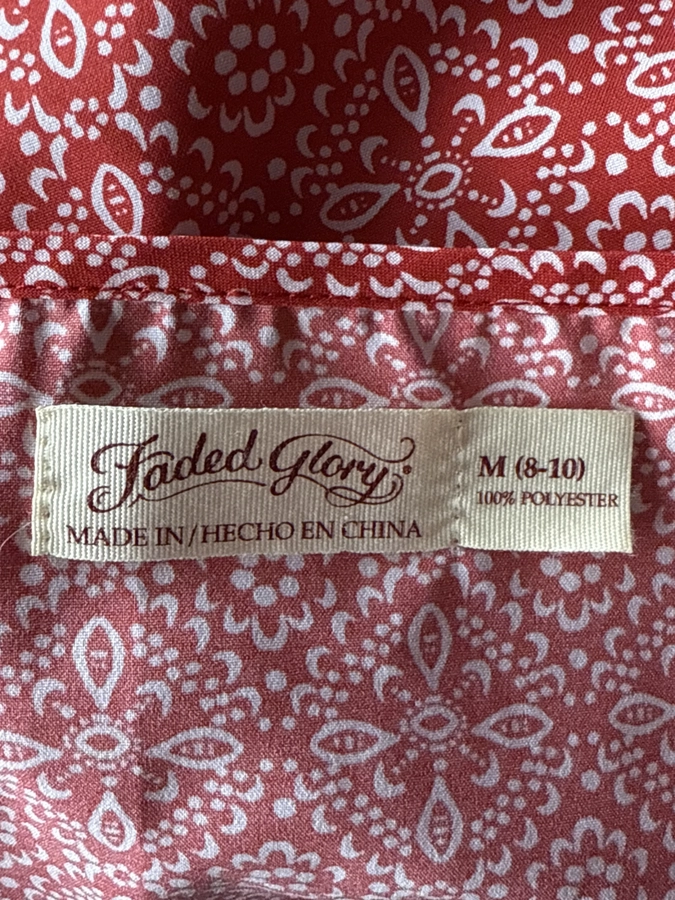 Faded Glory®
MADE IN/HECHO EN CHINA
M (8-10)
100% POLYESTER